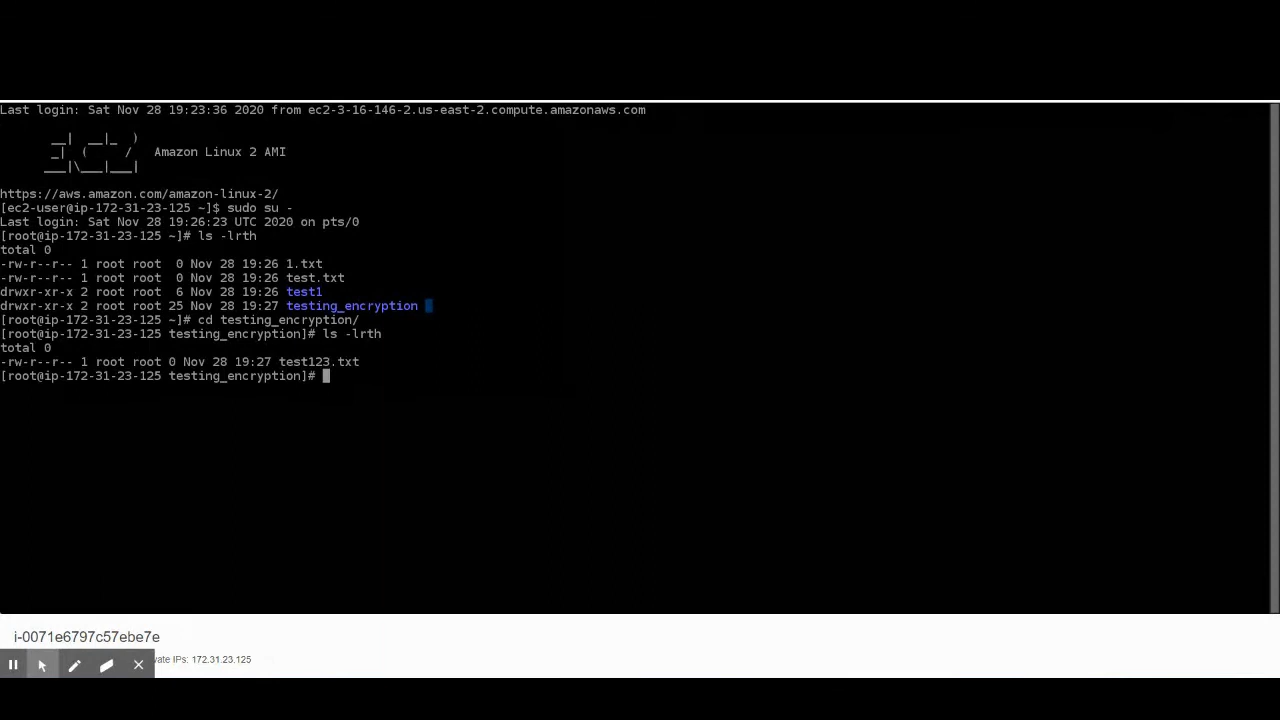 Last login: Sat Nov 28 19:23:36 2020 from ec2-3-16-146-2.us-east-2.compute.amazonaws.com
__|  __|_  )
_|  (     /   Amazon Linux 2 AMI
___|\___|___|
https://aws.amazon.com/amazon-linux-2/
[ec2-user@ip-172-31-23-125 ~]$ sudo su -
Last login: Sat Nov 28 19:26:23 UTC 2020 on pts/0
[root@ip-172-31-23-125 ~]# ls -lrth
total 0
-rw-r--r-- 1 root root  0 Nov 28 19:26 1.txt
-rw-r--r-- 1 root root  0 Nov 28 19:26 test.txt
drwxr-xr-x 2 root root  6 Nov 28 19:26 test1
drwxr-xr-x 2 root root 25 Nov 28 19:27 testing_encryption
[root@ip-172-31-23-125 ~]# cd testing_encryption/
[root@ip-172-31-23-125 testing_encryption]# ls -lrth
total 0
-rw-r--r-- 1 root root 0 Nov 28 19:27 test123.txt
[root@ip-172-31-23-125 testing_encryption]#
i-0071e6797c57ebe7e
IPs: 172.31.23.125